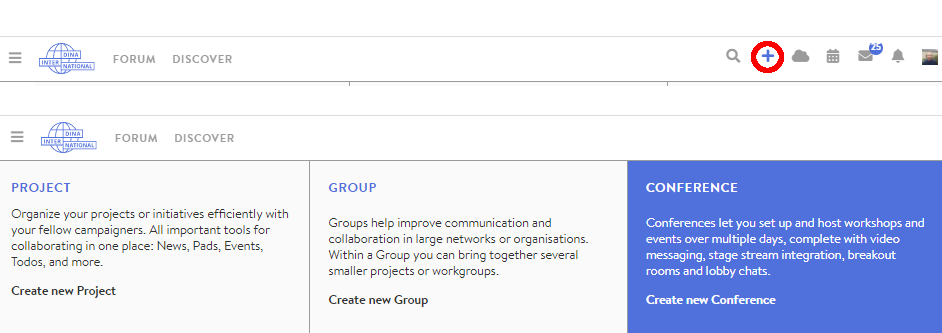 DINA
INTER
NATIONAL
FORUM
DISCOVER
25
DINA
INTER
NATIONAL
FORUM
DISCOVER
PROJECT
Organize your projects or initiatives efficiently with
your fellow campaigners. All important tools for
collaborating in one place: News, Pads, Events,
Todos, and more.
Create new Project
GROUP
Groups help improve communication and
collaboration in large networks or organisations.
Within a Group you can bring together several
smaller projects or workgroups.
Create new Group
CONFERENCE
Conferences let you set up and host workshops and
events over multiple days, complete with video
messaging, stage stream integration, breakout
rooms and lobby chats.
Create new Conference